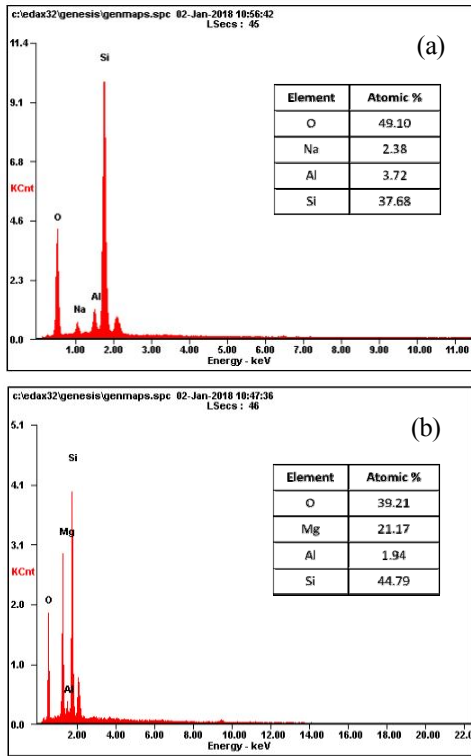 c:\edax32\genesis\genmaps.spc 02-Jan-2018 10:56:42
LSecs : 45
(a)
11.4
9.1
6.8
KCnt
4.6
2.3
0.0
Si
O
Na
Al
Element Atomic %
O 49.10
Na 2.38
Al 3.72
Si 37.68
1.00 2.00 3.00 4.00 5.00 6.00 7.00 8.00 9.00 10.00 11.00
Energy - keV
c:\edax32\genesis\genmaps.spc 02-Jan-2018 10:47:36
LSecs : 46
(b)
5.1
4.1
3.1
KCnt
2.0
1.0
0.0
Si
Mg
O
Al
Element Atomic %
O 39.21
Mg 21.17
Al 1.94
Si 44.79
2.00 4.00 6.00 8.00 10.00 12.00 14.00 16.00 18.00 20.00 22.0
Energy - keV